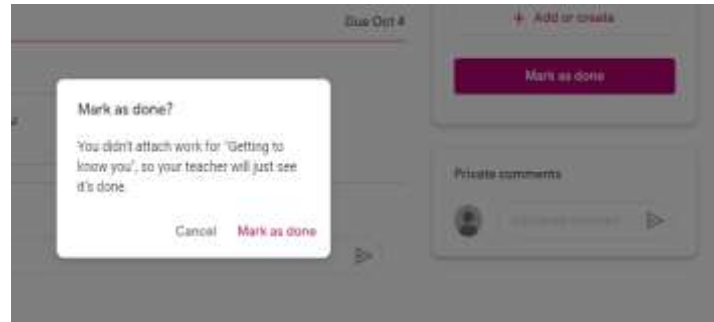 Due Oct 4
+ Add or create
Mark as done
Mark as done?
You didn't attach work for 'Getting to
know you', so your teacher will just see
it's done.
Cancel Mark as done
Private comments